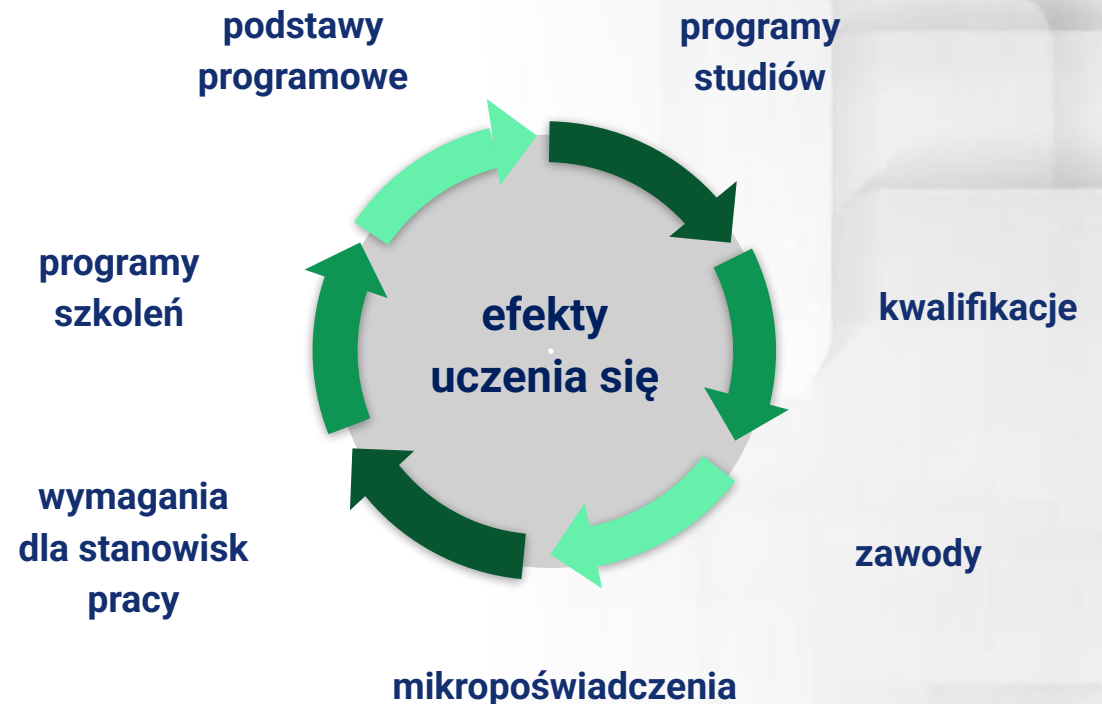 podstawy
programowe
programy
studiów
programy
szkoleń
efekty
uczenia się
kwalifikacje
wymagania
dla stanowisk
pracy
zawody
mikropoświadczenia